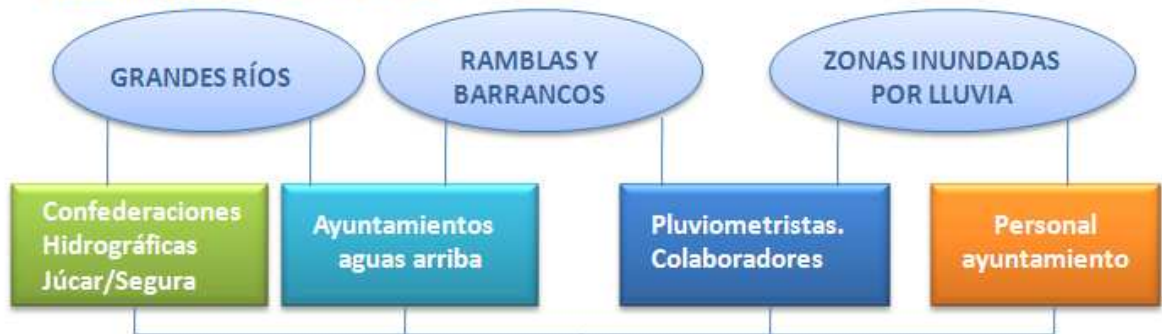 GRANDES RÍOS
RAMBLAS Y
BARRANCOS
ZONAS INUNDADAS
POR LLUVIA
Confederaciones
Hidrográficas
Júcar/Segura
Ayuntamientos
aguas arriba
Pluviometristas.
Colaboradores
Personal
ayuntamiento